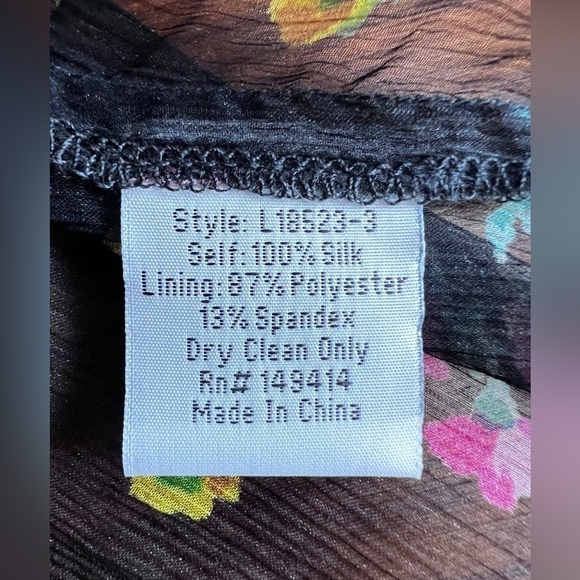 Style: L18523-3
Self: 100% Silk
Lining: 87% Polyester
13% Spandex
Dry Clean Only
Rn# 149414
Made In China